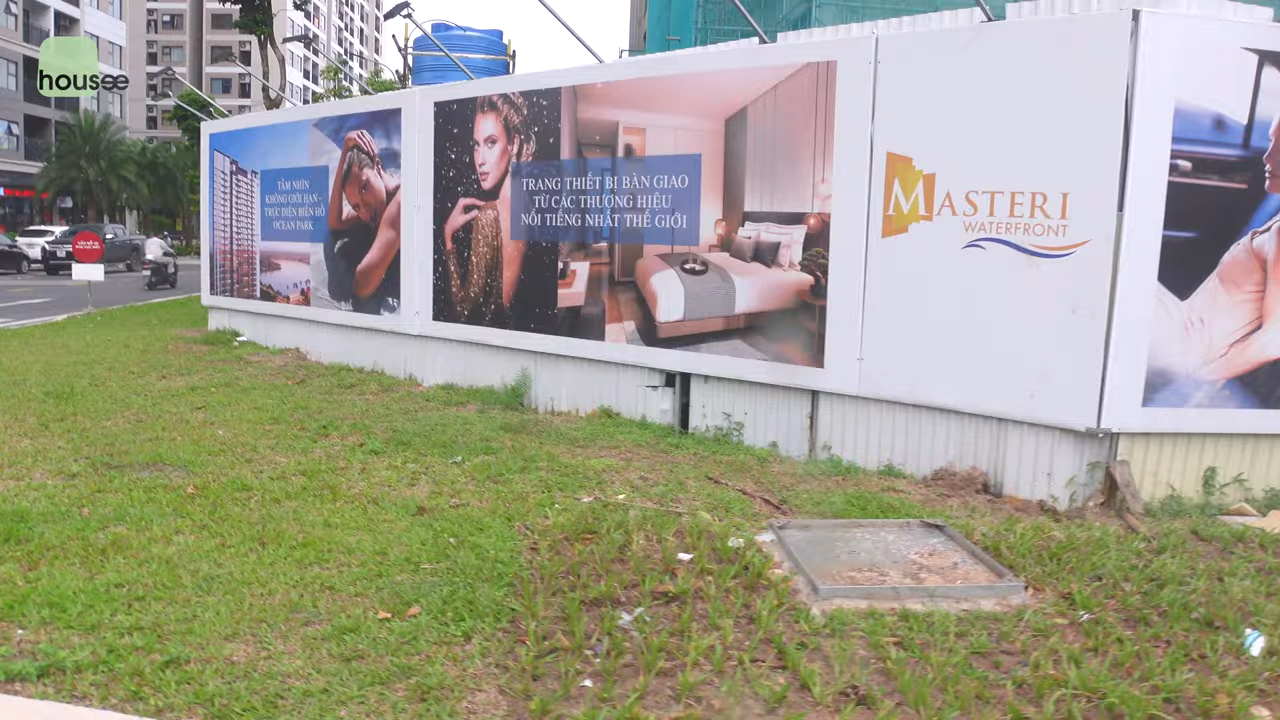 housee
TẦM NHÌN
KHÔNG GIỚI HẠN -
TRỰC DIỆN BIỂN HỒ
OCEAN PARK
TRANG THIẾT BỊ BÀN GIAO
TỪ CÁC THƯƠNG HIỆU
NỔI TIẾNG NHẤT THẾ GIỚI
MASTERI
WATERFRONT